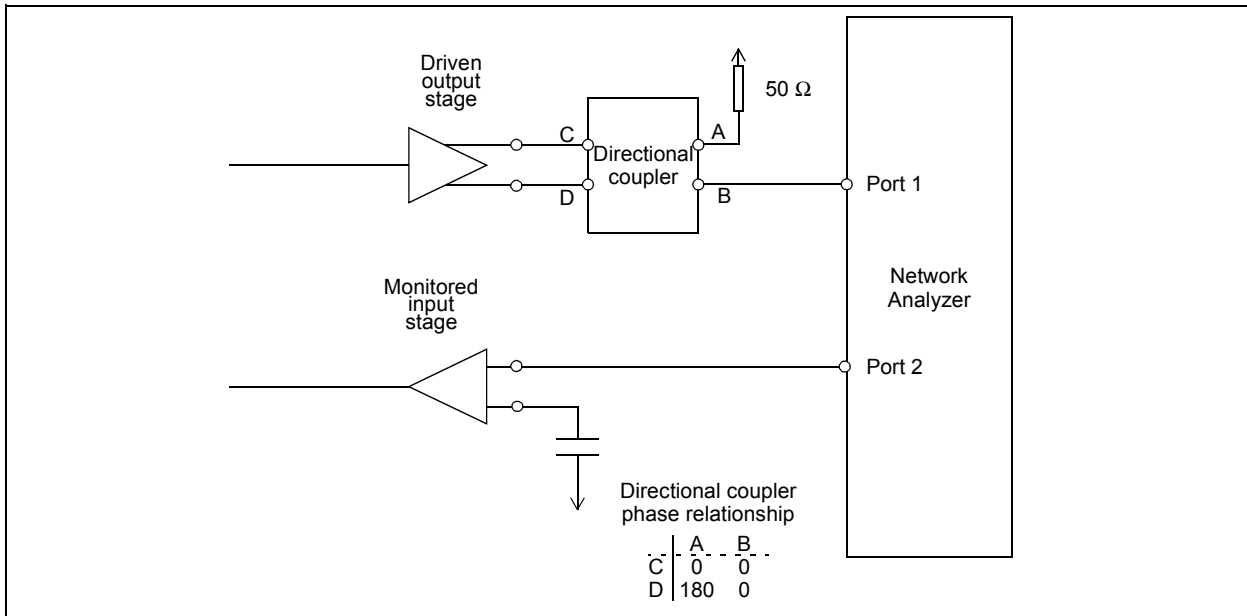 Driven
output
stage
50 Ω
A
C
Directional
coupler
D
B
Port 1
Network
Analyzer
Monitored
input
stage
Port 2
Directional coupler
phase relationship
A B
C 0 0
D 180 0